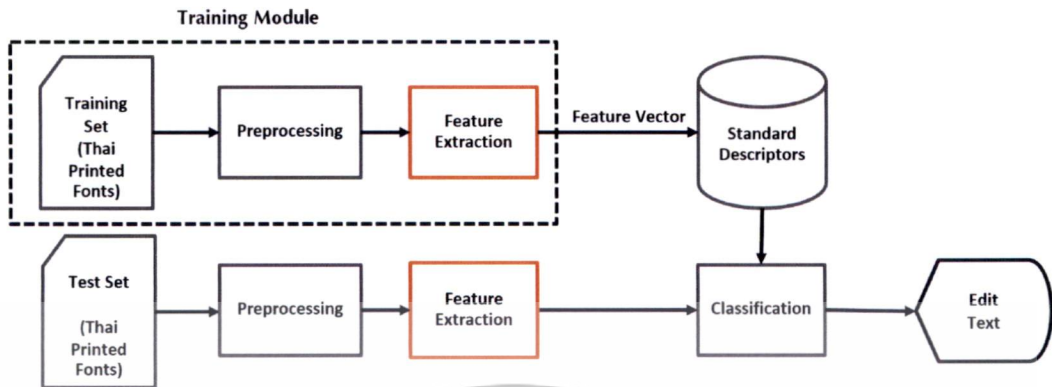 Training Module
Training
Set
(Thai
Printed
Fonts)
Preprocessing
Feature
Extraction
Feature Vector
Standard
Descriptors
Test Set
(Thai
Printed
Fonts)
Preprocessing
Feature
Extraction
Classification
Edit
Text